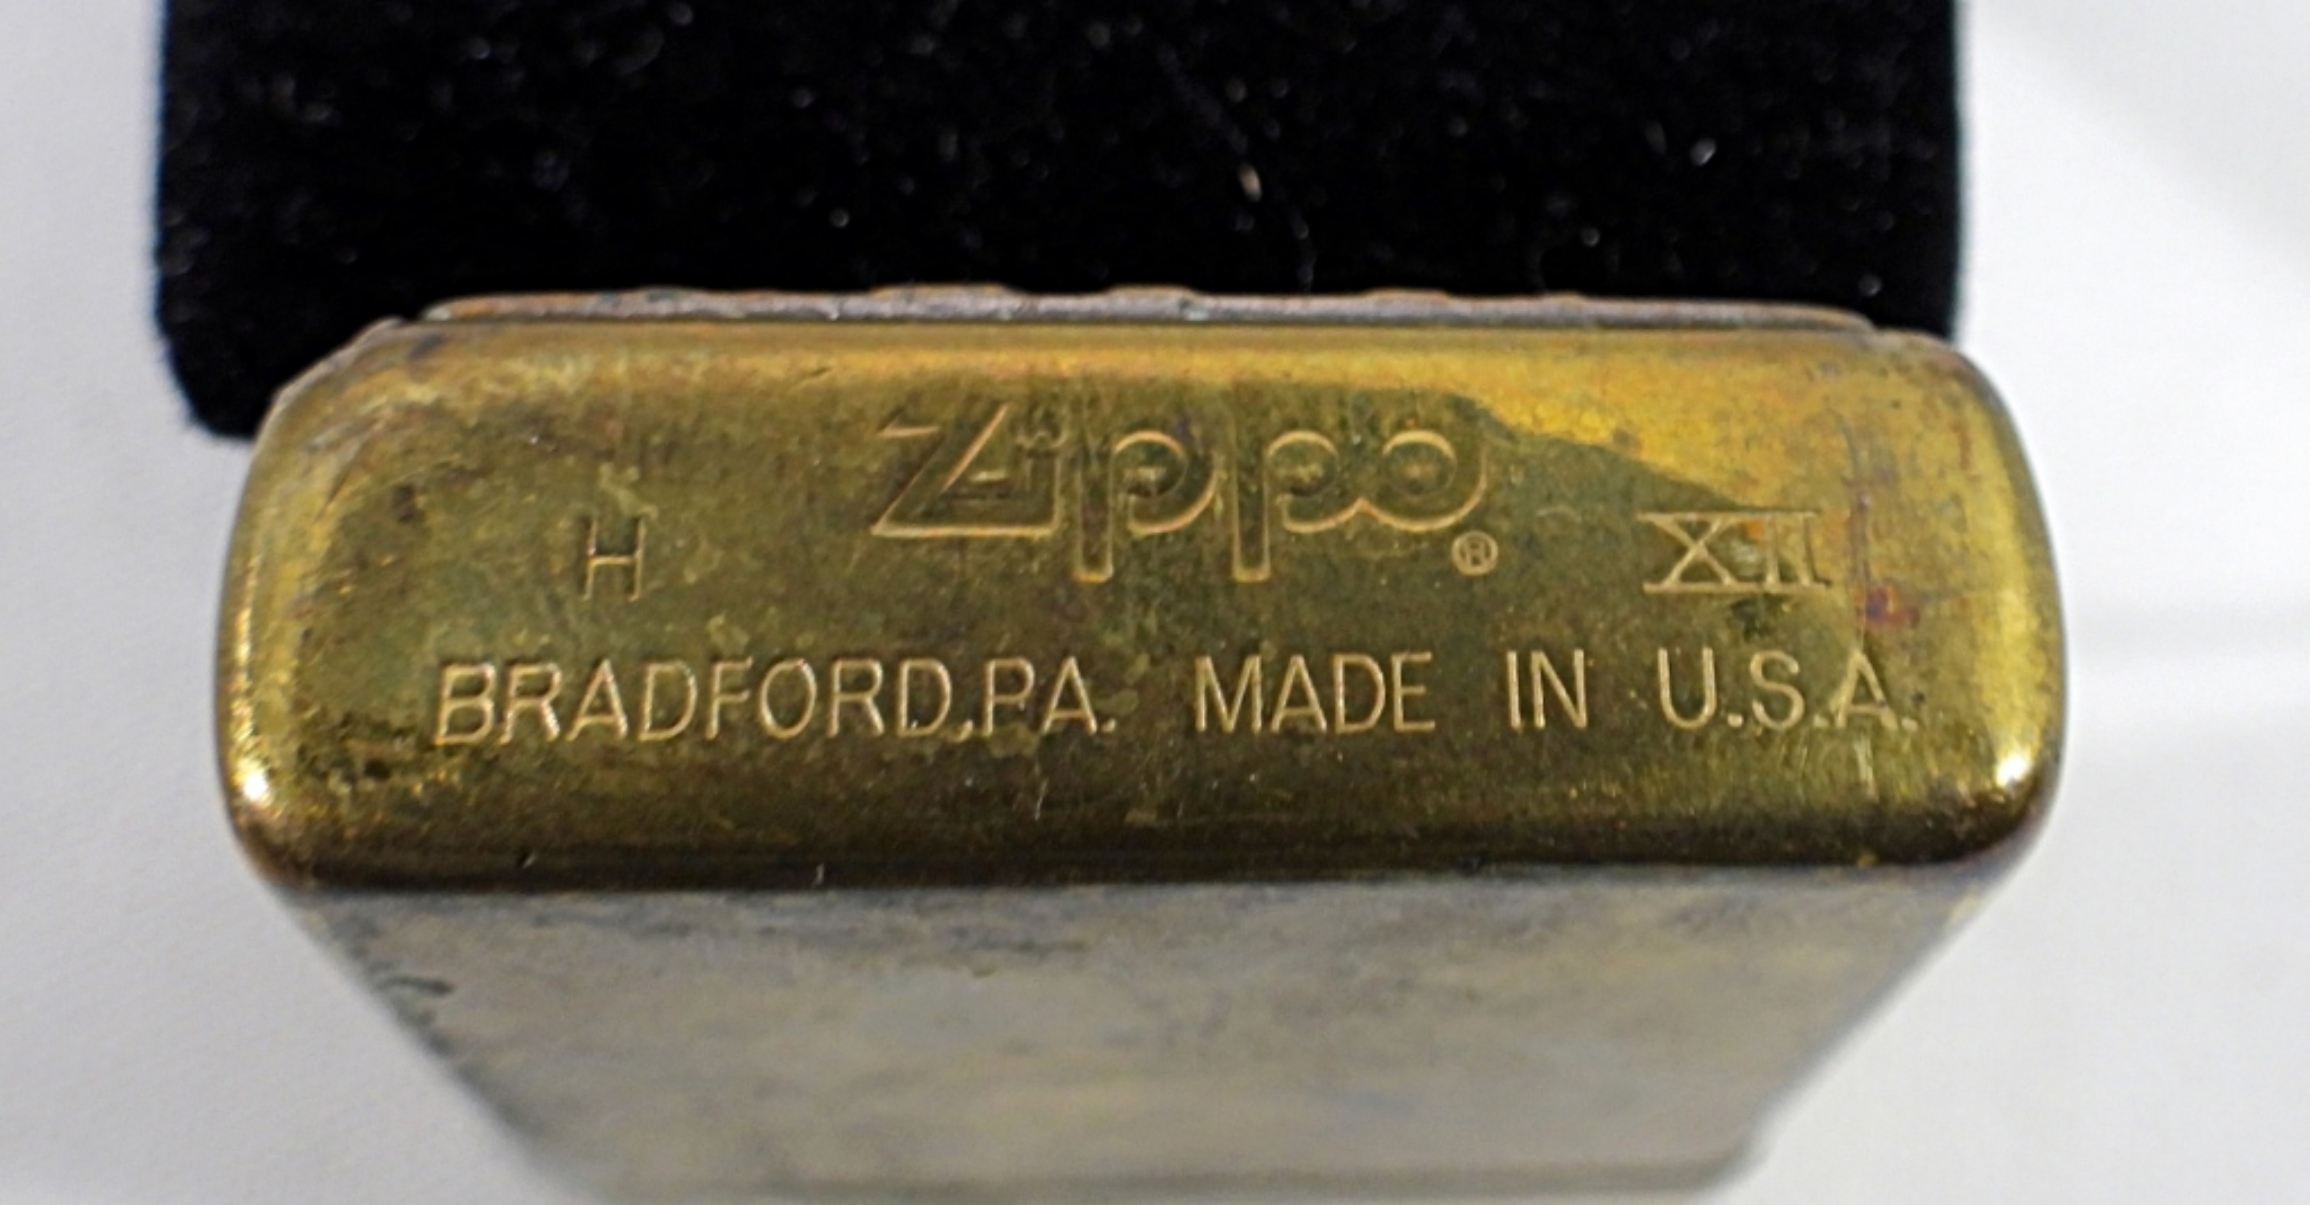 H Zippo® XII
BRADFORD,PA. MADE IN U.S.A.